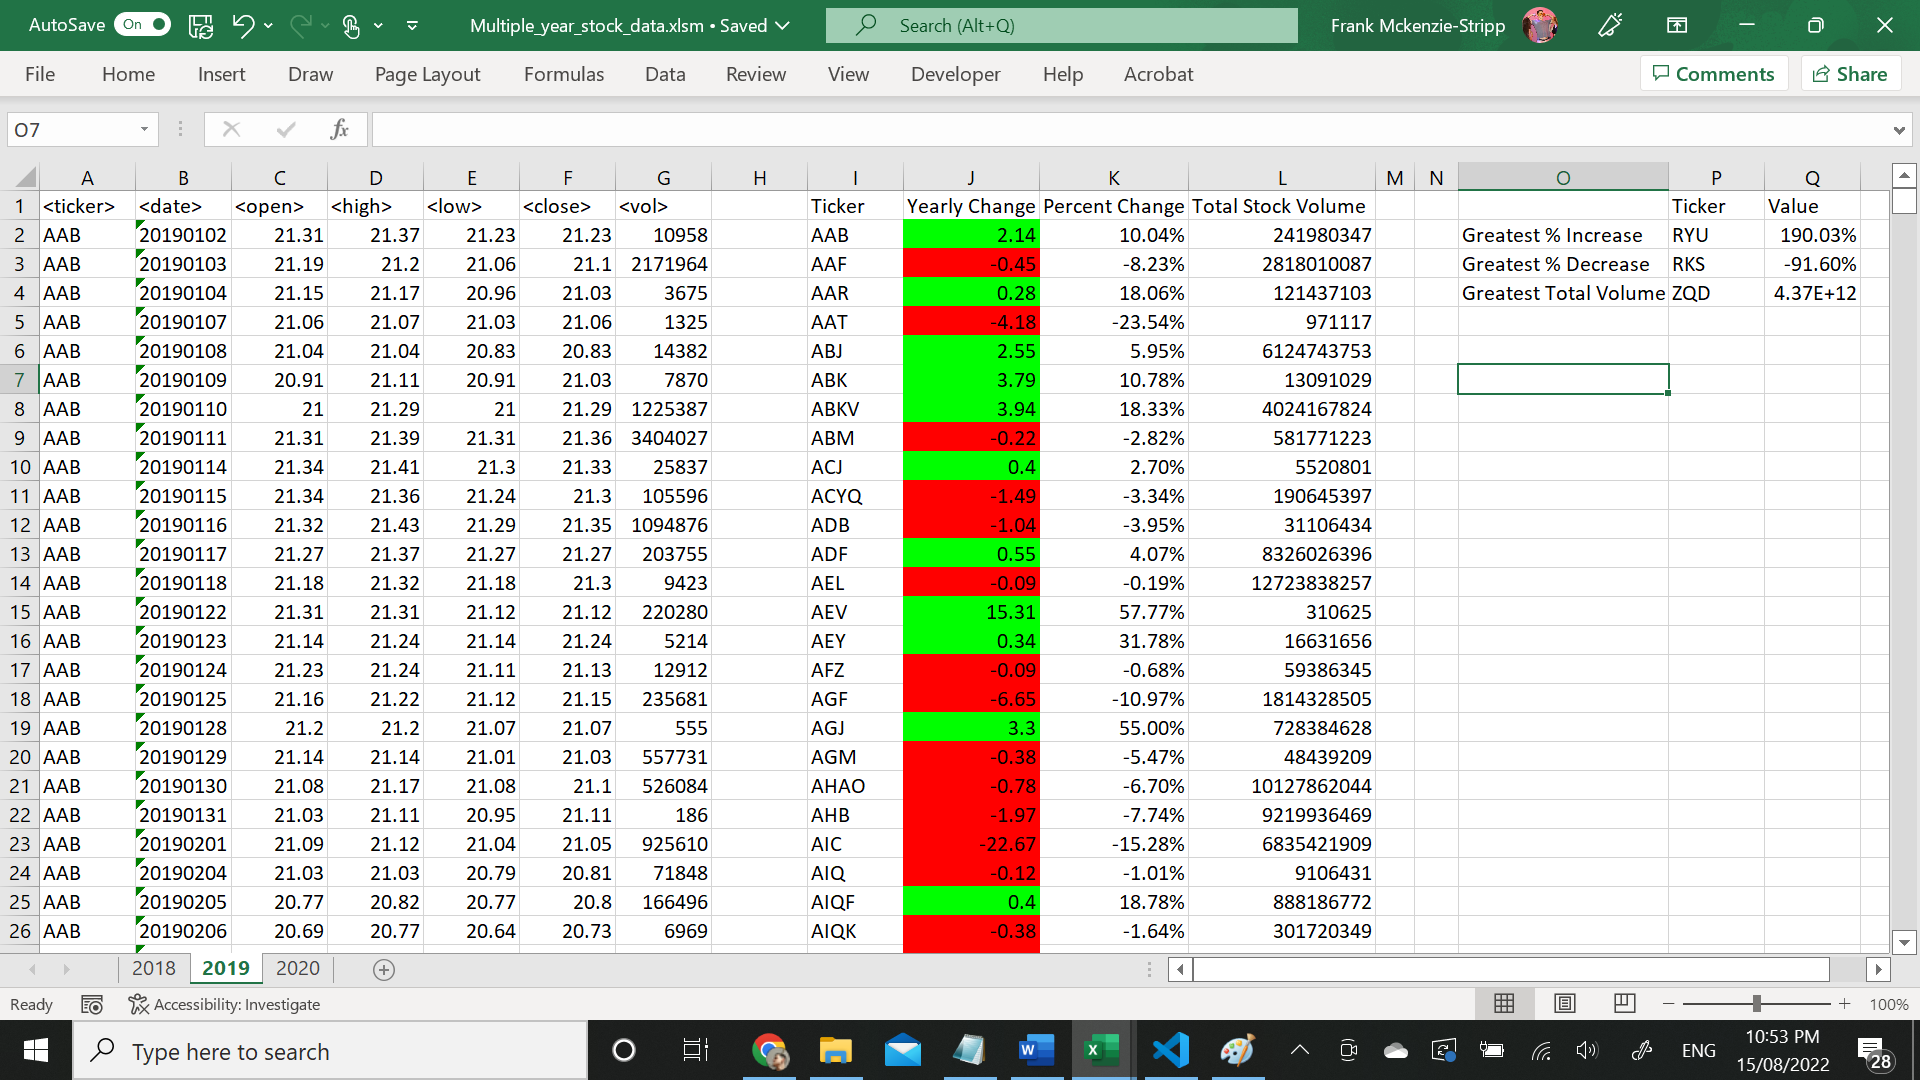 AutoSave On Multiple_year_stock_data.xlsm • Saved Search (Alt+Q) Frank Mckenzie-Stripp
File Home Insert Draw Page Layout Formulas Data Review View Developer Help Acrobat Comments Share
O7 fx
A B C D E F G H I J K L M N O P Q
1 <ticker> <date> <open> <high> <low> <close> <vol> Ticker Yearly Change Percent Change Total Stock Volume Ticker Value
2 AAB 20190102 21.31 21.37 21.23 21.23 10958 AAB 2.14 10.04% 241980347 Greatest % Increase RYU 190.03%
3 AAB 20190103 21.19 21.2 21.06 21.1 2171964 AAF -0.45 -8.23% 2818010087 Greatest % Decrease RKS -91.60%
4 AAB 20190104 21.15 21.17 20.96 21.03 3675 AAR 0.28 18.06% 121437103 Greatest Total Volume ZQD 4.37E+12
5 AAB 20190107 21.06 21.07 21.03 21.06 1325 AAT -4.18 -23.54% 971117
6 AAB 20190108 21.04 21.04 20.83 20.83 14382 ABJ 2.55 5.95% 6124743753
7 AAB 20190109 20.91 21.11 20.91 21.03 7870 ABK 3.79 10.78% 13091029
8 AAB 20190110 21 21.29 21 21.29 1225387 ABKV 3.94 18.33% 4024167824
9 AAB 20190111 21.31 21.39 21.31 21.36 3404027 ABM -0.22 -2.82% 581771223
10 AAB 20190114 21.34 21.41 21.3 21.33 25837 ACJ 0.4 2.70% 5520801
11 AAB 20190115 21.34 21.36 21.24 21.3 105596 ACYQ -1.49 -3.34% 190645397
12 AAB 20190116 21.32 21.43 21.29 21.35 1094876 ADB -1.04 -3.95% 31106434
13 AAB 20190117 21.27 21.37 21.27 21.27 203755 ADF 0.55 4.07% 8326026396
14 AAB 20190118 21.18 21.32 21.18 21.3 9423 AEL -0.09 -0.19% 12723838257
15 AAB 20190122 21.31 21.31 21.12 21.12 220280 AEV 15.31 57.77% 310625
16 AAB 20190123 21.14 21.24 21.14 21.24 5214 AEY 0.34 31.78% 16631656
17 AAB 20190124 21.23 21.24 21.11 21.13 12912 AFZ -0.09 -0.68% 59386345
18 AAB 20190125 21.16 21.22 21.12 21.15 235681 AGF -6.65 -10.97% 1814328505
19 AAB 20190128 21.2 21.2 21.07 21.07 555 AGJ 3.3 55.00% 728384628
20 AAB 20190129 21.14 21.14 21.01 21.03 557731 AGM -0.38 -5.47% 48439209
21 AAB 20190130 21.08 21.17 21.08 21.1 526084 AHAO -0.78 -6.70% 10127862044
22 AAB 20190131 21.03 21.11 20.95 21.11 186 AHB -1.97 -7.74% 9219936469
23 AAB 20190201 21.09 21.12 21.04 21.05 925610 AIC -22.67 -15.28% 6835421909
24 AAB 20190204 21.03 21.03 20.79 20.81 71848 AIQ -0.12 -1.01% 9106431
25 AAB 20190205 20.77 20.82 20.77 20.8 166496 AIQF 0.4 18.78% 888186772
26 AAB 20190206 20.69 20.77 20.64 20.73 6969 AIQK -0.38 -1.64% 301720349
2018 2019 2020
Ready Accessibility: Investigate 100%
Type here to search ENG 10:53 PM
15/08/2022 28